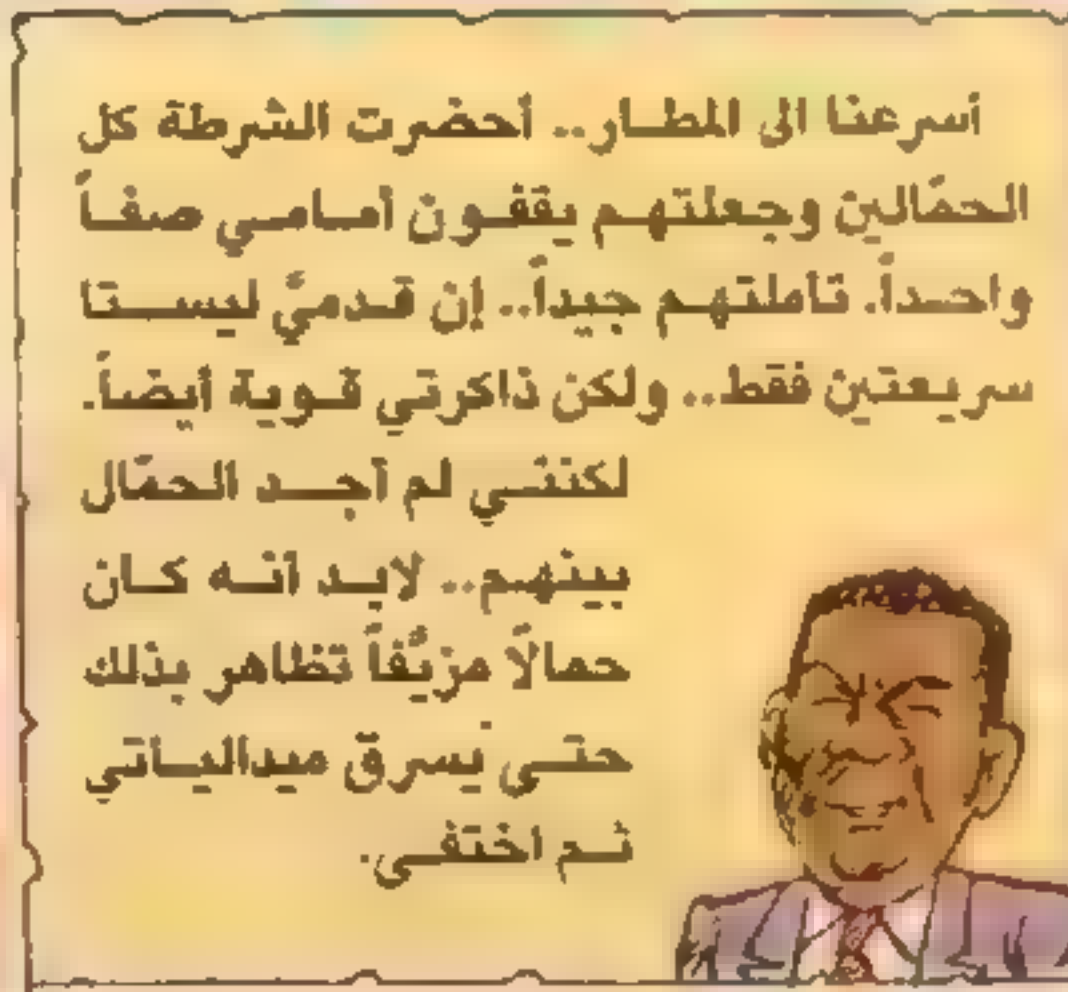 أسرعنا الى المطار.. أحضرت الشرطة كل
الحمّالين وجعلتهم يقفون أمامي صفاً
واحداً. تأملتهم جيداً.. إن قدميّ ليستا
سريعتين فقط.. ولكن ذاكرتي قوية أيضاً.
لكنني لم أجد الحمّال
بينهم.. لابد أنه كان
حمالاً مزيّفاً تظاهر بذلك
حتى يسرق ميدالياتي
ثم اختفى.